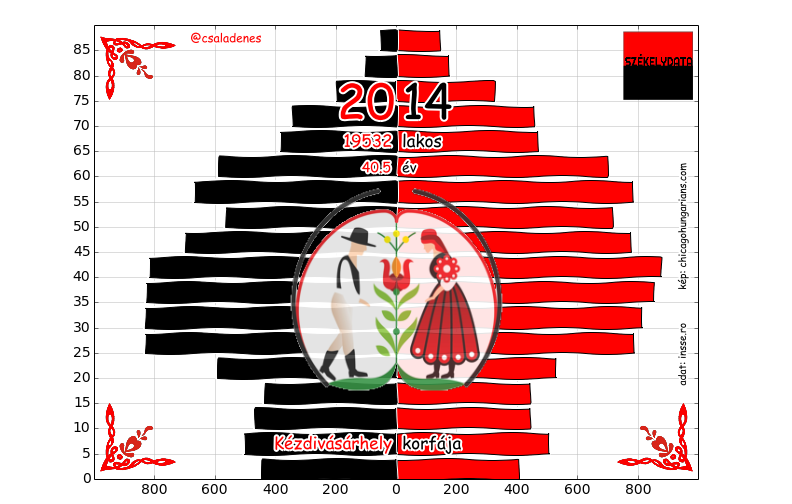 @csaladenes
SZÉKELYDATA
2014
19532 lakos
40.5 év
kép: chicagohungarians.com
adat: insse.ro
Kézdivásárhely korfája
85
80
75
70
65
60
55
50
45
40
35
30
25
20
15
10
5
0
800 600 400 200 0 200 400 600 800